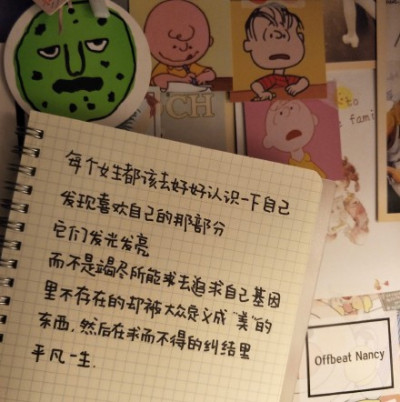 CH
to
fami
每个女生都该去好好认识一下自己
发现喜欢自己的那部分
它们发光发亮
而不是竭尽所能求去追求自己基因
里不存在的却被大众定义成"美"的
东西,然后在求而不得的纠结里
平凡一生.
Offbeat Nancy